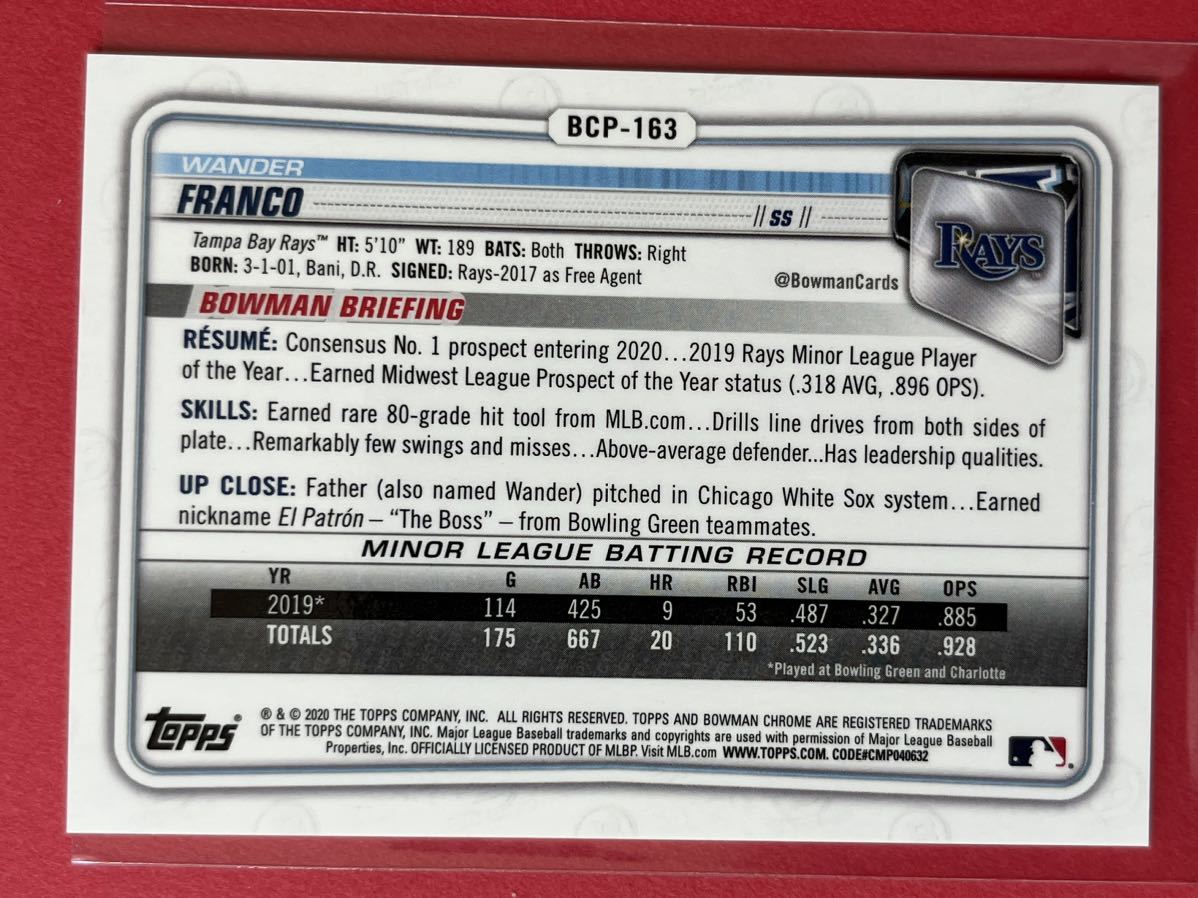 BCP-163
WANDER
FRANCO // SS //
RAYS™
Tampa Bay Rays™ HT: 5'10" WT: 189 BATS: Both THROWS: Right
BORN: 3-1-01, Bani, D.R. SIGNED: Rays-2017 as Free Agent
@BowmanCards
BOWMAN BRIEFING
RÉSUMÉ: Consensus No. 1 prospect entering 2020...2019 Rays Minor League Player
of the Year...Earned Midwest League Prospect of the Year status (.318 AVG, .896 OPS).
SKILLS: Earned rare 80-grade hit tool from MLB.com...Drills line drives from both sides of
plate...Remarkably few swings and misses...Above-average defender...Has leadership qualities.
UP CLOSE: Father (also named Wander) pitched in Chicago White Sox system...Earned
nickname El Patrón – “The Boss” – from Bowling Green teammates.
MINOR LEAGUE BATTING RECORD
YR G AB HR RBI SLG AVG OPS
2019* 114 425 9 53 .487 .327 .885
TOTALS 175 667 20 110 .523 .336 .928
*Played at Bowling Green and Charlotte
Topps®
® & © 2020 THE TOPPS COMPANY, INC. ALL RIGHTS RESERVED. TOPPS AND BOWMAN CHROME ARE REGISTERED TRADEMARKS
OF THE TOPPS COMPANY, INC. Major League Baseball trademarks and copyrights are used with permission of Major League Baseball
Properties, Inc. OFFICIALLY LICENSED PRODUCT OF MLBP. Visit MLB.com WWW.TOPPS.COM. CODE#CMP040632